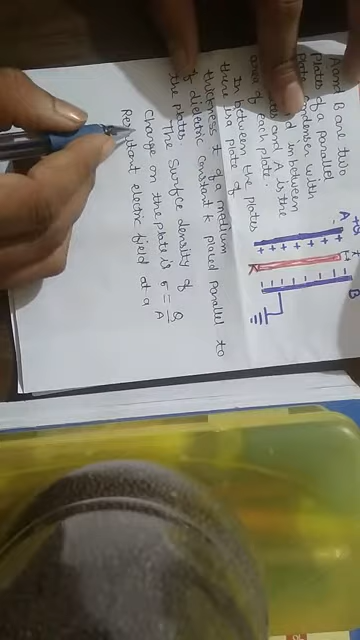 A and B are two
plates of a parallel
plate condenser with
d in between
plates and A is the
area of each plate.
In between the plates
there is a plate of
thickness t of a medium
of dielectric constant K placed parallel to
the plates.
The surface density of
charge on the plate is σ = Q/A
Resultant electric field at a
+Q
A
+ + + + + + +
t
K
- - - - - - -
B